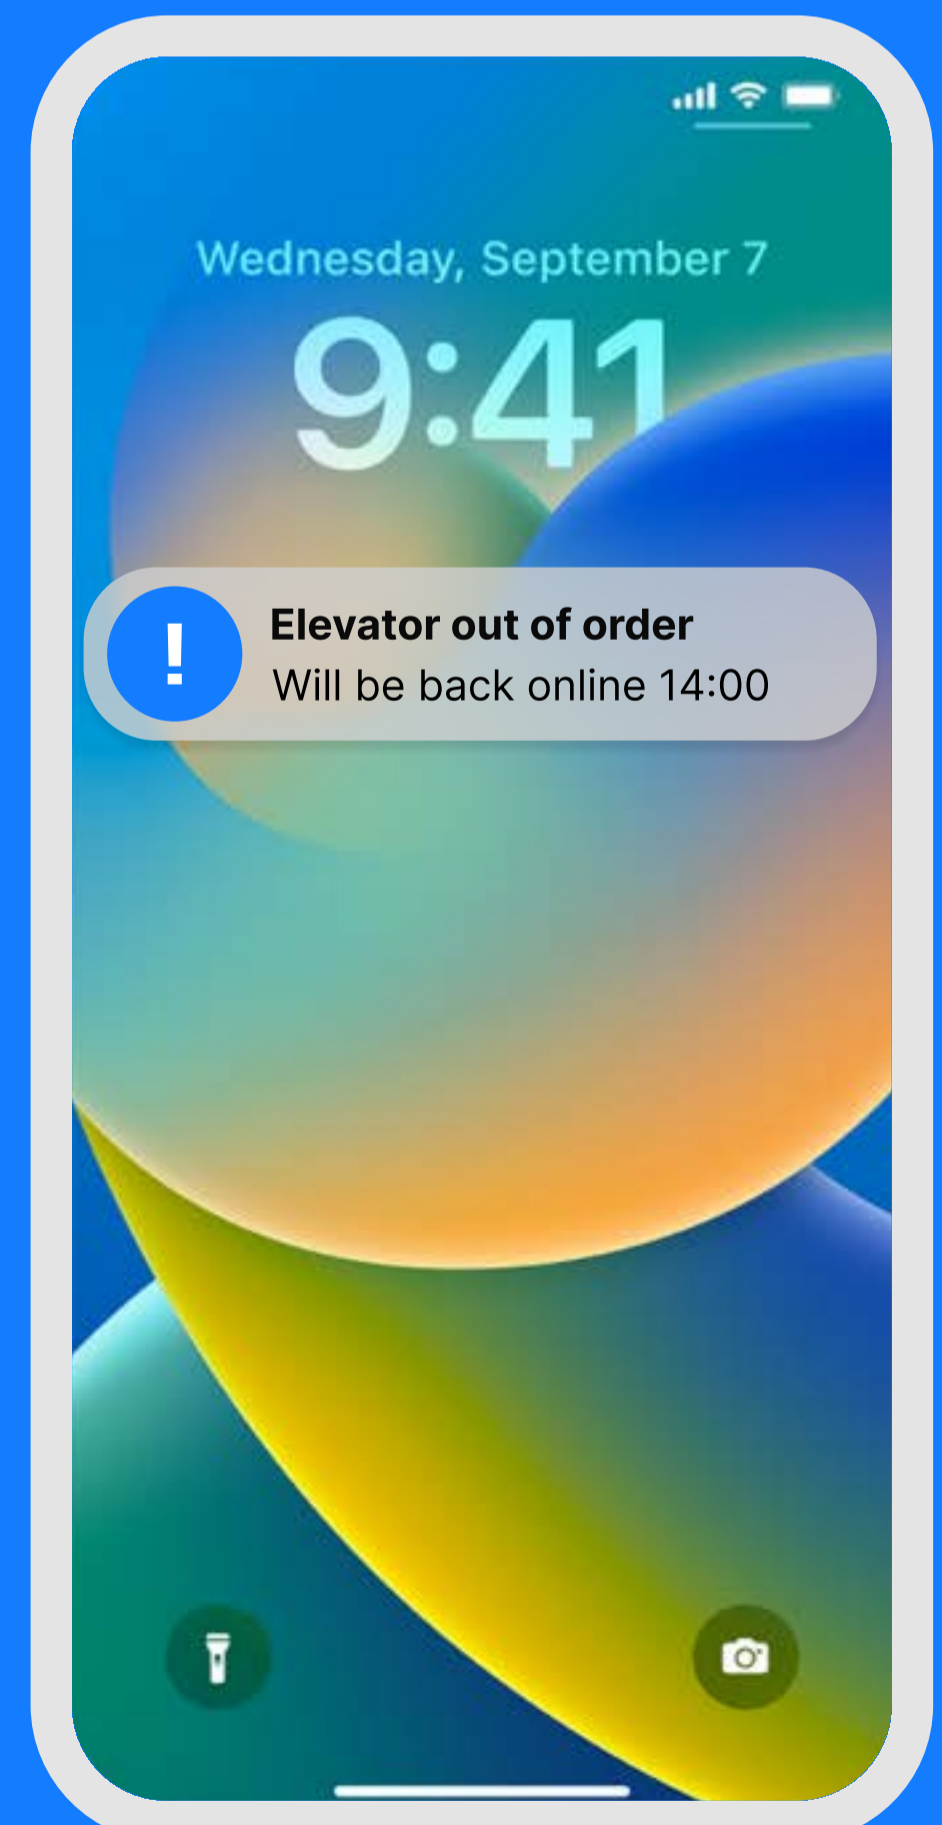 Wednesday, September 7
9:41
!
Elevator out of order
Will be back online 14:00